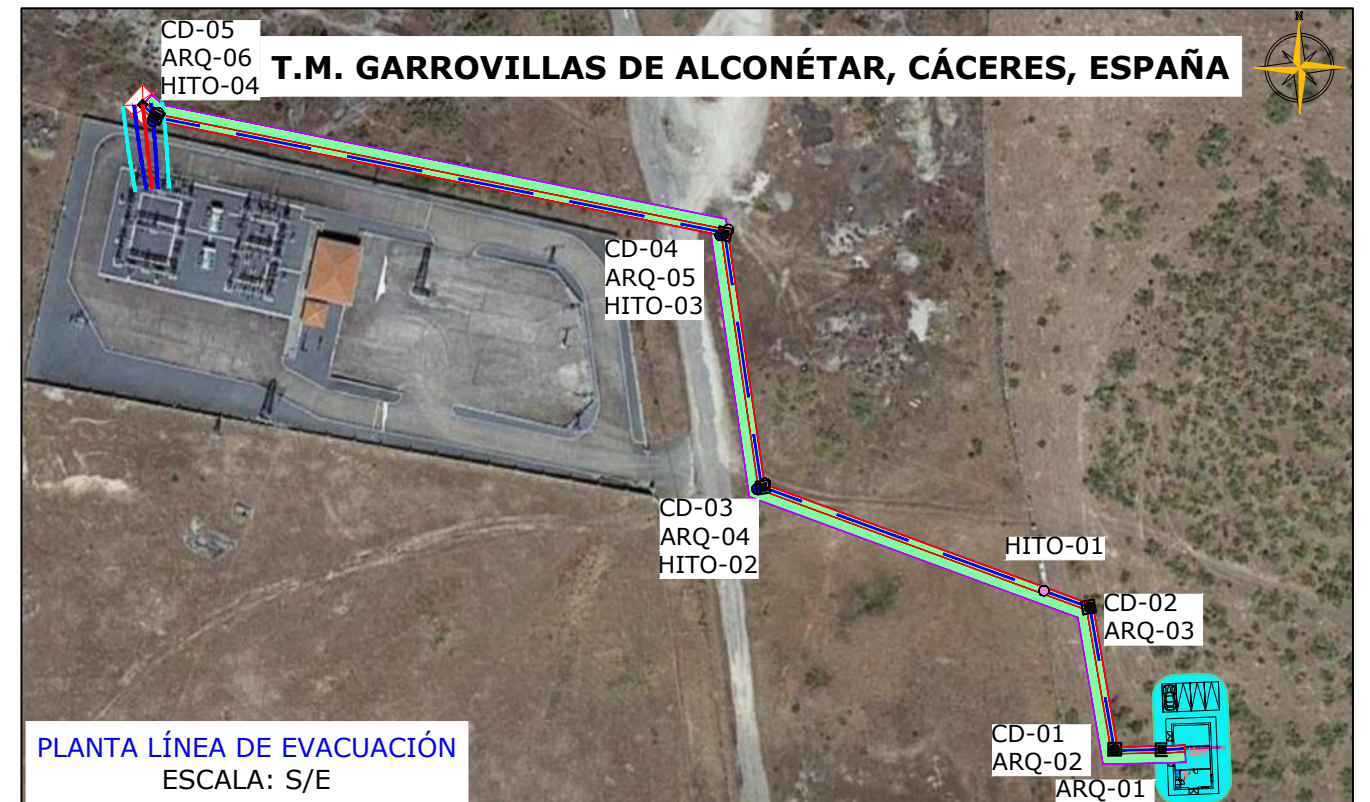 CD-05
ARQ-06
HITO-04
T.M. GARROVILLAS DE ALCONÉTAR, CÁCERES, ESPAÑA
N
CD-04
ARQ-05
HITO-03
CD-03
ARQ-04
HITO-02
HITO-01
CD-02
ARQ-03
CD-01
ARQ-02
ARQ-01
PLANTA LÍNEA DE EVACUACIÓN
ESCALA: S/E